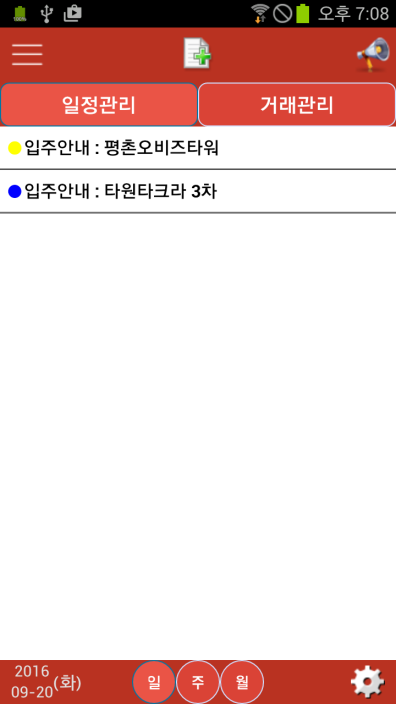 오후 7:08
일정관리
거래관리
입주안내 : 평촌오비즈타워
입주안내 : 타원타크라 3차
2016
09-20
(화)
일
주
월